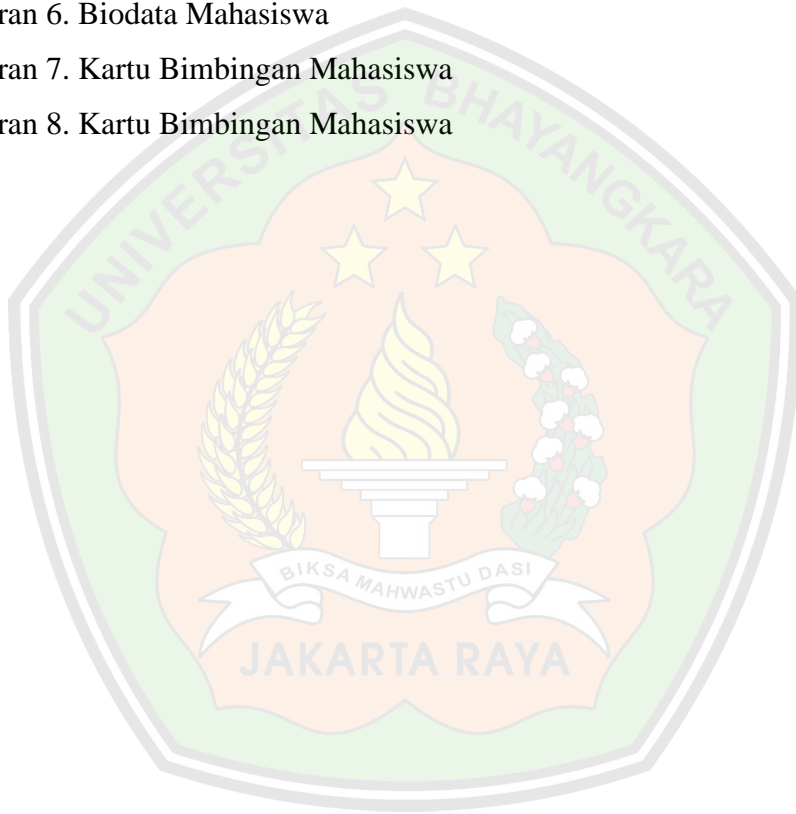 ran 6. Biodata Mahasiswa
ran 7. Kartu Bimbingan Mahasiswa
ran 8. Kartu Bimbingan Mahasiswa
UNIVERSITAS BHAYANGKARA
BIKSA MAHWASTU DASI
JAKARTA RAYA